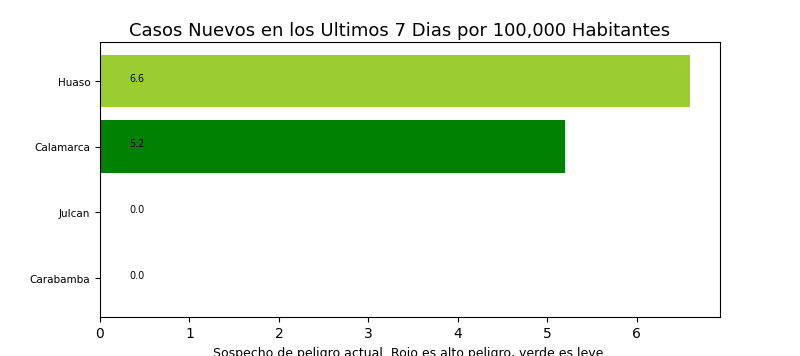 Casos Nuevos en los Ultimos 7 Dias por 100,000 Habitantes
Huaso 6.6
Calamarca 5.2
Julcan 0.0
Carabamba 0.0
0 1 2 3 4 5 6
Sospecho de peligro actual. Rojo es alto peligro, verde es leve